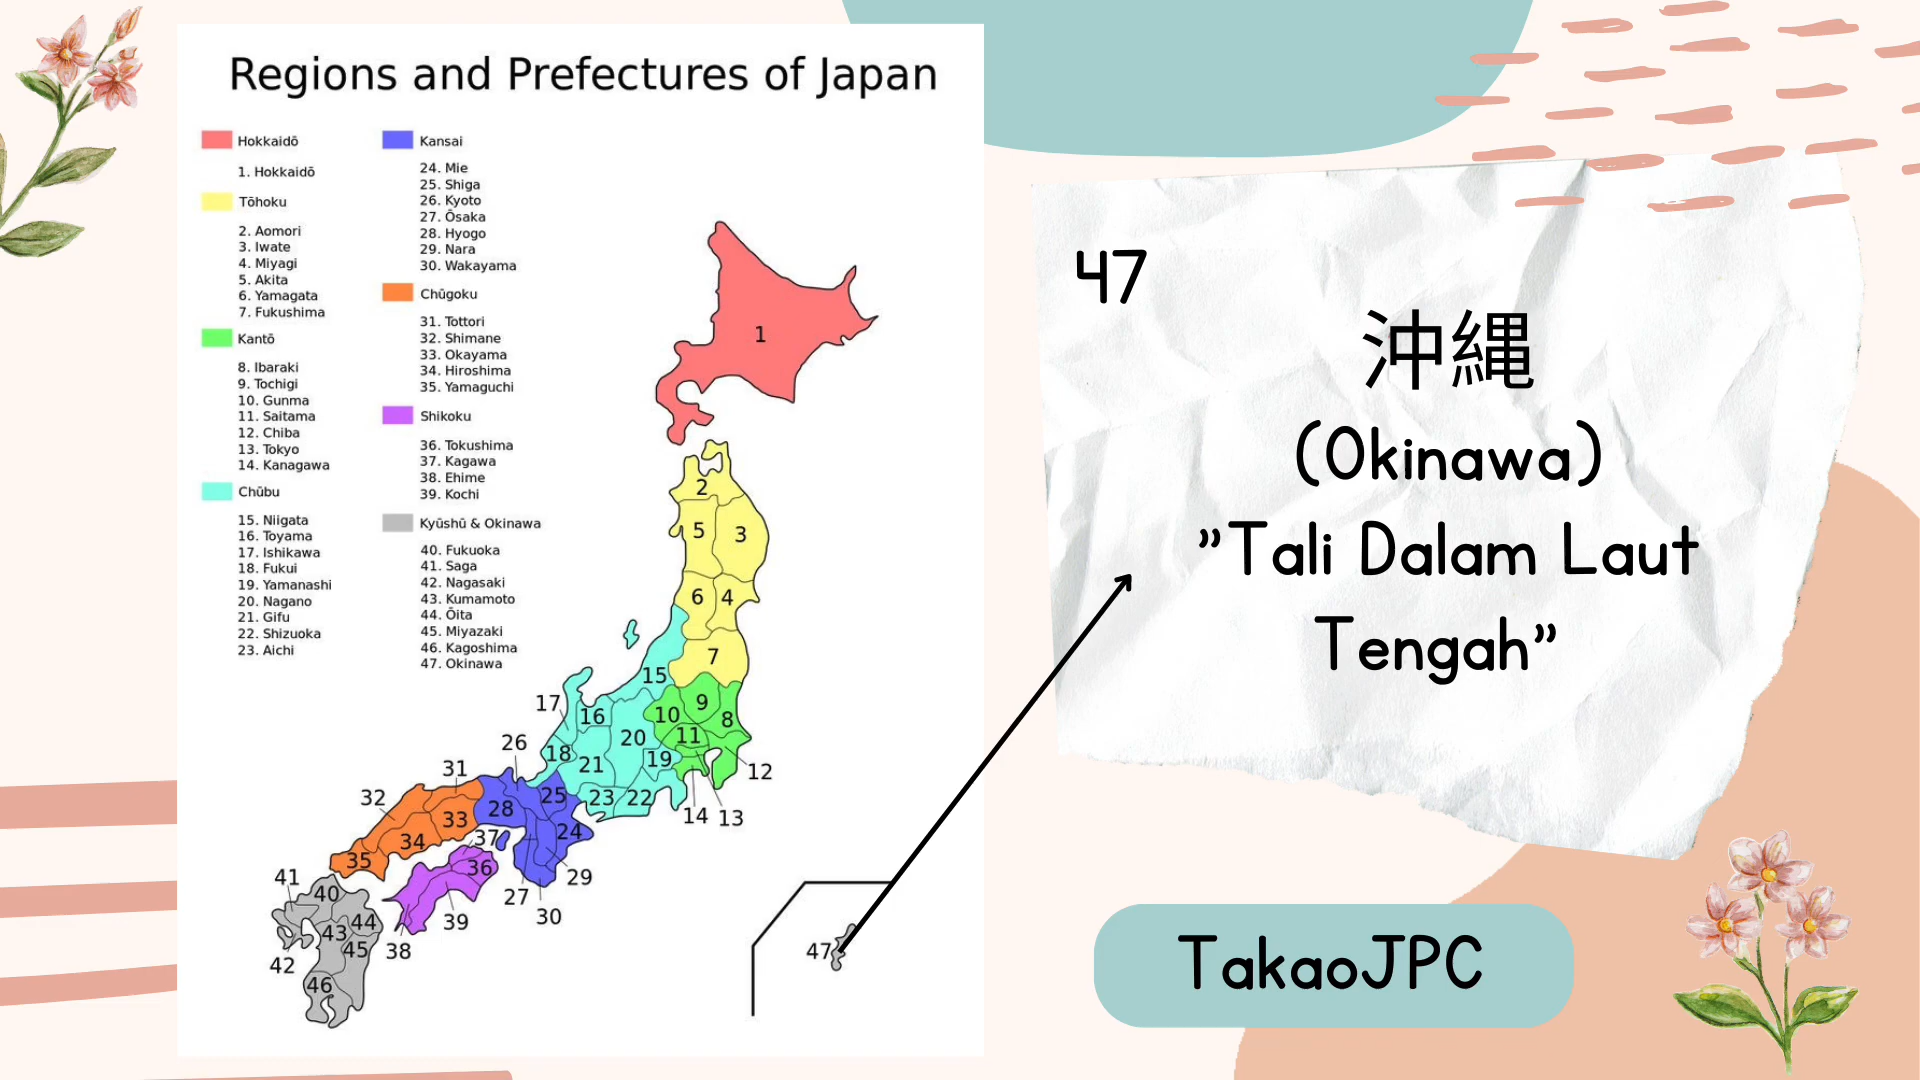 Regions and Prefectures of Japan
Hokkaidō
1. Hokkaidō
Tōhoku
2. Aomori
3. Iwate
4. Miyagi
5. Akita
6. Yamagata
7. Fukushima
Kantō
8. Ibaraki
9. Tochigi
10. Gunma
11. Saitama
12. Chiba
13. Tokyo
14. Kanagawa
Chūbu
15. Niigata
16. Toyama
17. Ishikawa
18. Fukui
19. Yamanashi
20. Nagano
21. Gifu
22. Shizuoka
23. Aichi
Kansai
24. Mie
25. Shiga
26. Kyoto
27. Ōsaka
28. Hyogo
29. Nara
30. Wakayama
Chūgoku
31. Tottori
32. Shimane
33. Okayama
34. Hiroshima
35. Yamaguchi
Shikoku
36. Tokushima
37. Kagawa
38. Ehime
39. Kochi
Kyūshū & Okinawa
40. Fukuoka
41. Saga
42. Nagasaki
43. Kumamoto
44. Ōita
45. Miyazaki
46. Kagoshima
47. Okinawa
1
2
5
3
6
4
7
15
17
16
10
9
8
20
11
26
18
21
19
12
31
32
28
25
23
22
14
13
33
34
37
24
35
36
41
40
27
29
39
30
44
43
45
38
42
46
47
47
沖縄
(Okinawa)
”Tali Dalam Laut
Tengah”
TakaoJPC